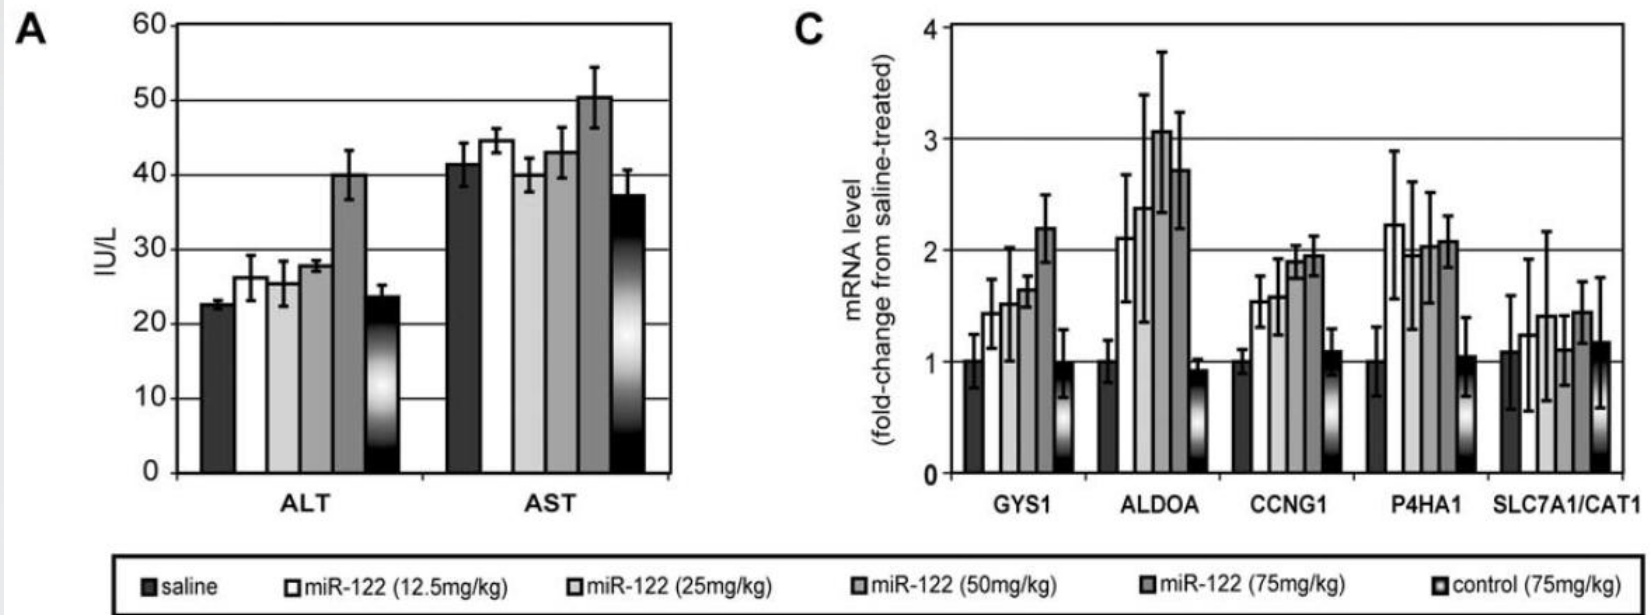 A
60
50
40
30
20
10
0
IU/L
ALT AST
C
4
3
2
1
0
mRNA level
(fold-change from saline-treated)
GYS1 ALDOA CCNG1 P4HA1 SLC7A1/CAT1
saline miR-122 (12.5mg/kg) miR-122 (25mg/kg) miR-122 (50mg/kg) miR-122 (75mg/kg) control (75mg/kg)